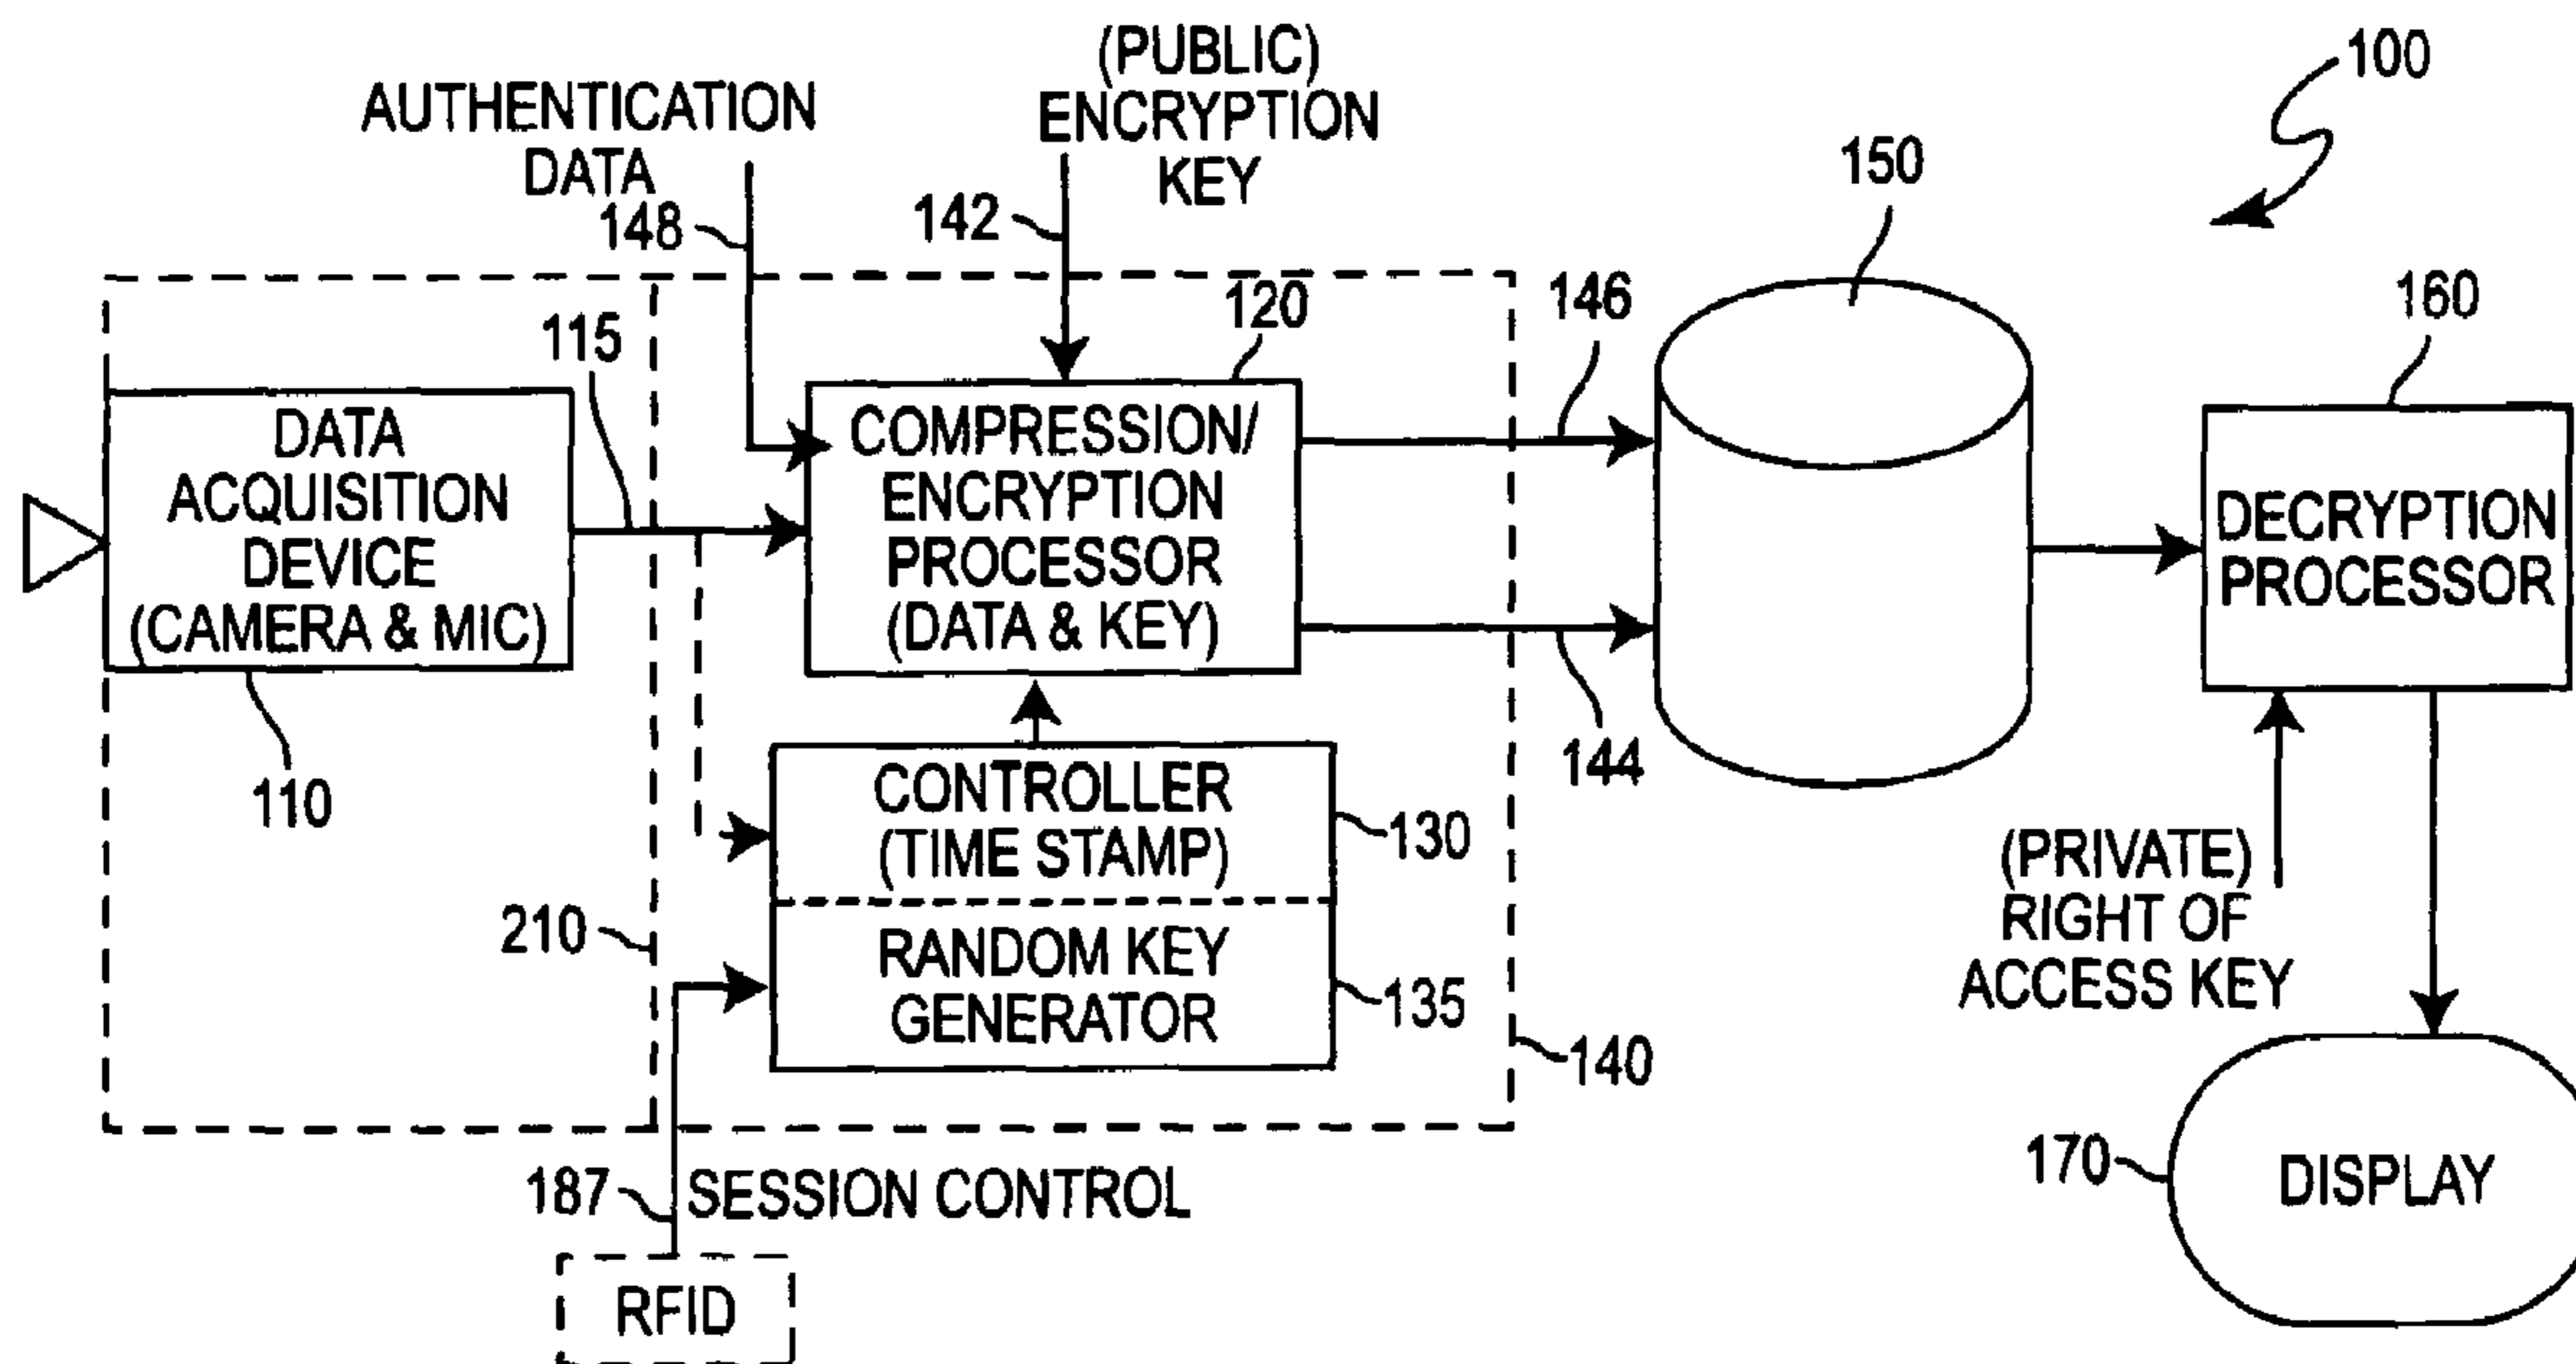 (PUBLIC)
ENCRYPTION
KEY
AUTHENTICATION
DATA
148
142
100
150
146
160
120
115
DATA
ACQUISITION
DEVICE
(CAMERA & MIC)
110
COMPRESSION/
ENCRYPTION
PROCESSOR
(DATA & KEY)
144
DECRYPTION
PROCESSOR
CONTROLLER
(TIME STAMP)
130
RANDOM KEY
GENERATOR
135
210
140
(PRIVATE)
RIGHT OF
ACCESS KEY
187
SESSION CONTROL
RFID
170
DISPLAY